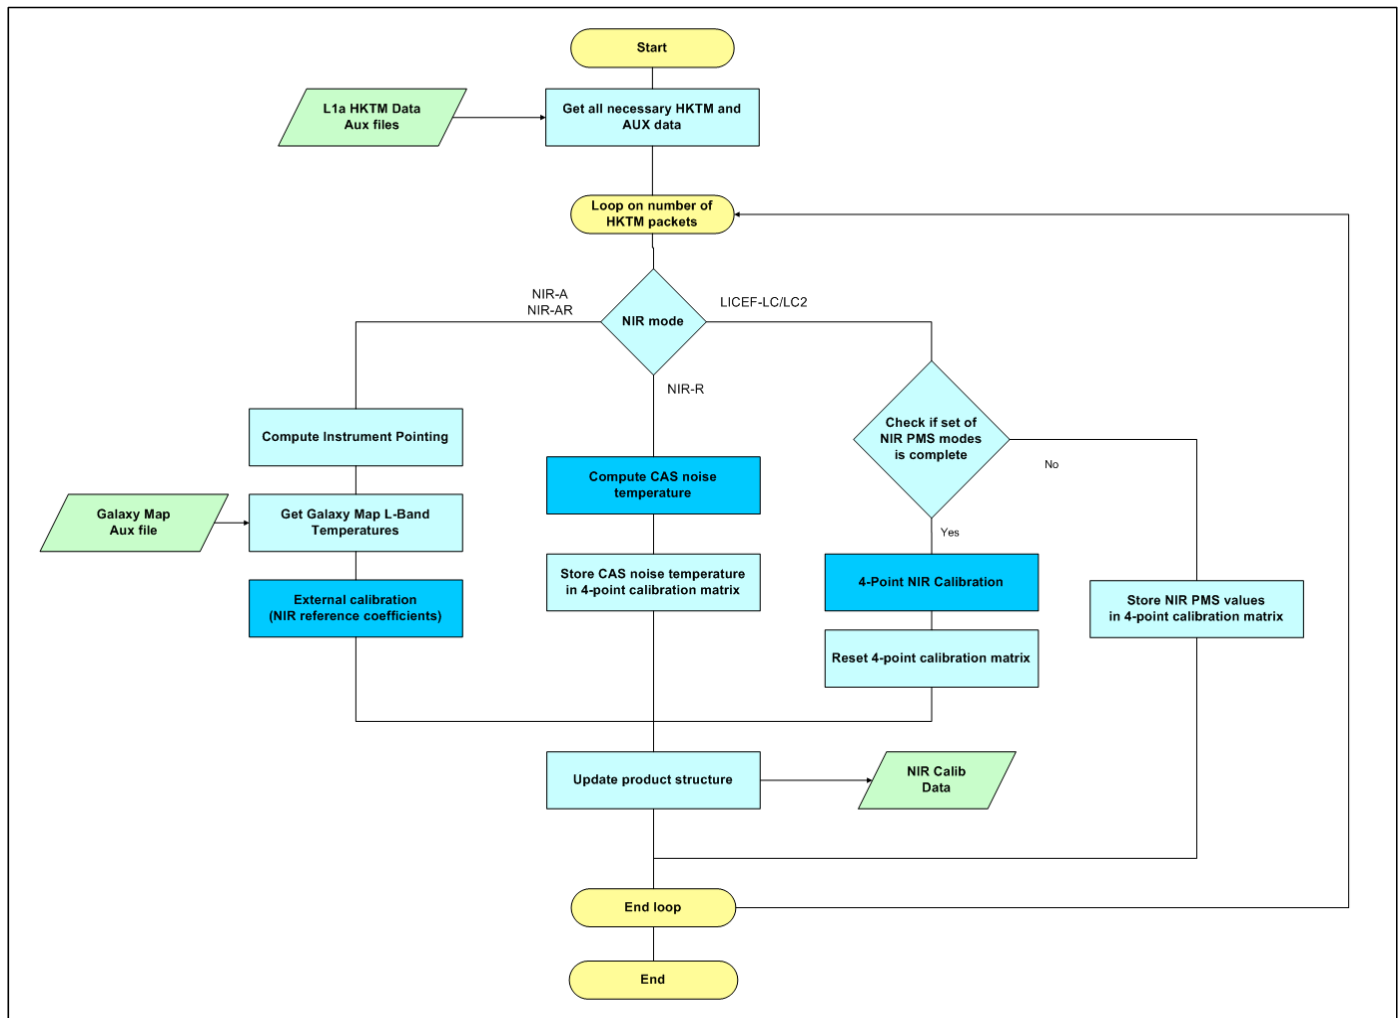 Start
L1a HKTM Data
Aux files
Get all necessary HKTM and
AUX data
Loop on number of
HKTM packets
NIR-A
NIR-AR
NIR mode
LICEF-LC/LC2
NIR-R
Compute Instrument Pointing
Check if set of
NIR PMS modes
is complete
No
Compute CAS noise
temperature
Galaxy Map
Aux file
Get Galaxy Map L-Band
Temperatures
Yes
Store CAS noise temperature
in 4-point calibration matrix
4-Point NIR Calibration
External calibration
(NIR reference coefficients)
Store NIR PMS values
in 4-point calibration matrix
Reset 4-point calibration matrix
Update product structure
NIR Calib
Data
End loop
End